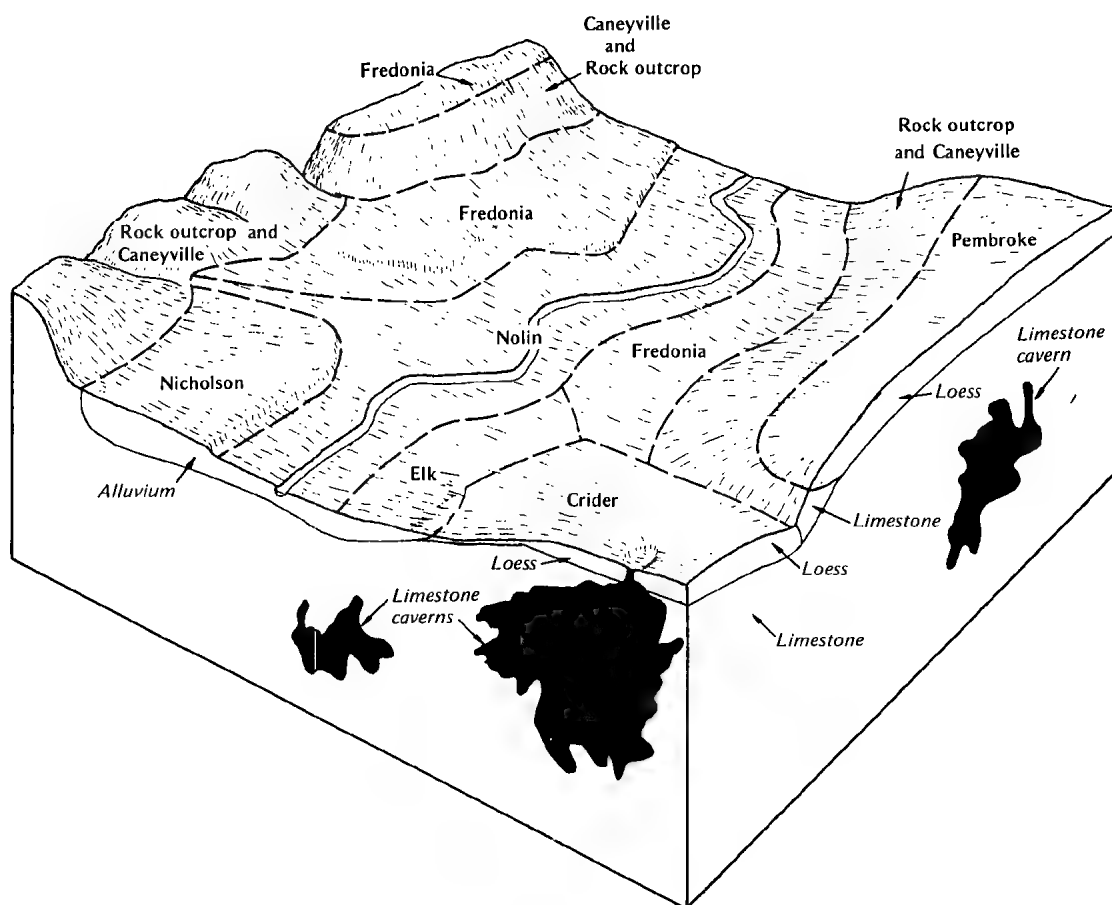 Caneyville
and
Rock outcrop
Fredonia
Rock outcrop
and Caneyville
Fredonia
Rock outcrop and
Caneyville
Pembroke
Nolin
Fredonia
Limestone
cavern
Nicholson
Loess
Elk
Alluvium
Crider
Limestone
Loess
Loess
Limestone
caverns
Limestone